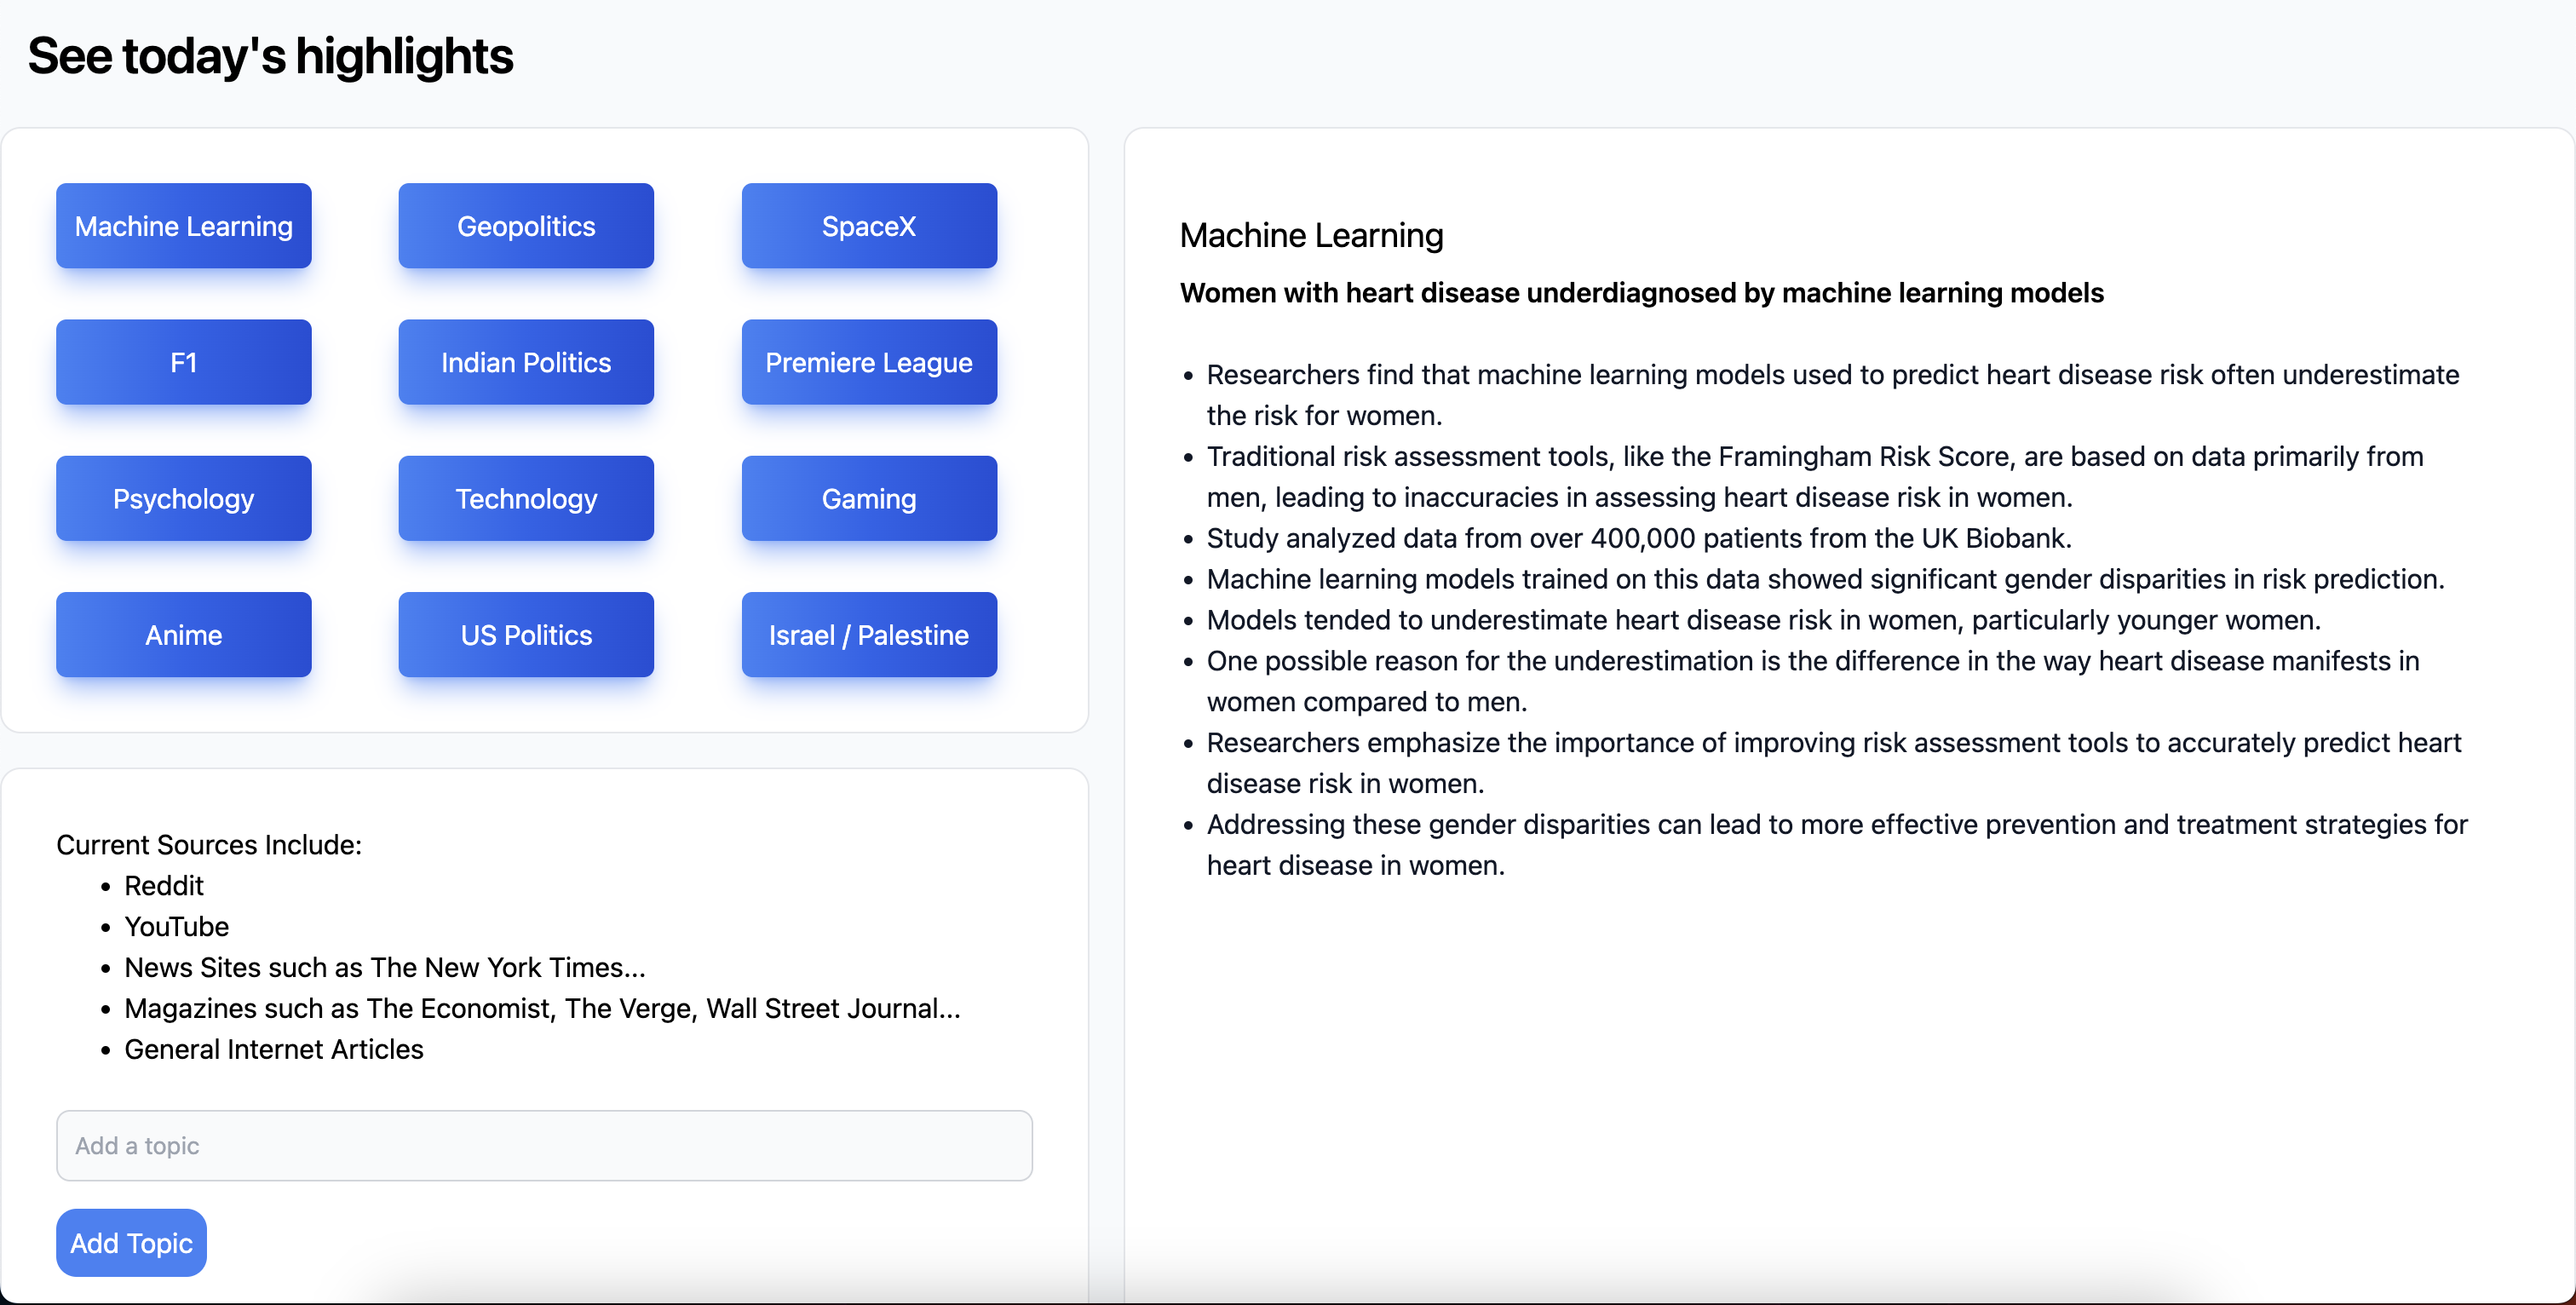 See today's highlights
Machine Learning
Geopolitics
SpaceX
F1
Indian Politics
Premiere League
Psychology
Technology
Gaming
Anime
US Politics
Israel / Palestine
Current Sources Include:
• Reddit
• YouTube
• News Sites such as The New York Times...
• Magazines such as The Economist, The Verge, Wall Street Journal...
• General Internet Articles
Add a topic
Add Topic
Machine Learning
Women with heart disease underdiagnosed by machine learning models
• Researchers find that machine learning models used to predict heart disease risk often underestimate
the risk for women.
• Traditional risk assessment tools, like the Framingham Risk Score, are based on data primarily from
men, leading to inaccuracies in assessing heart disease risk in women.
• Study analyzed data from over 400,000 patients from the UK Biobank.
• Machine learning models trained on this data showed significant gender disparities in risk prediction.
• Models tended to underestimate heart disease risk in women, particularly younger women.
• One possible reason for the underestimation is the difference in the way heart disease manifests in
women compared to men.
• Researchers emphasize the importance of improving risk assessment tools to accurately predict heart
disease risk in women.
• Addressing these gender disparities can lead to more effective prevention and treatment strategies for
heart disease in women.